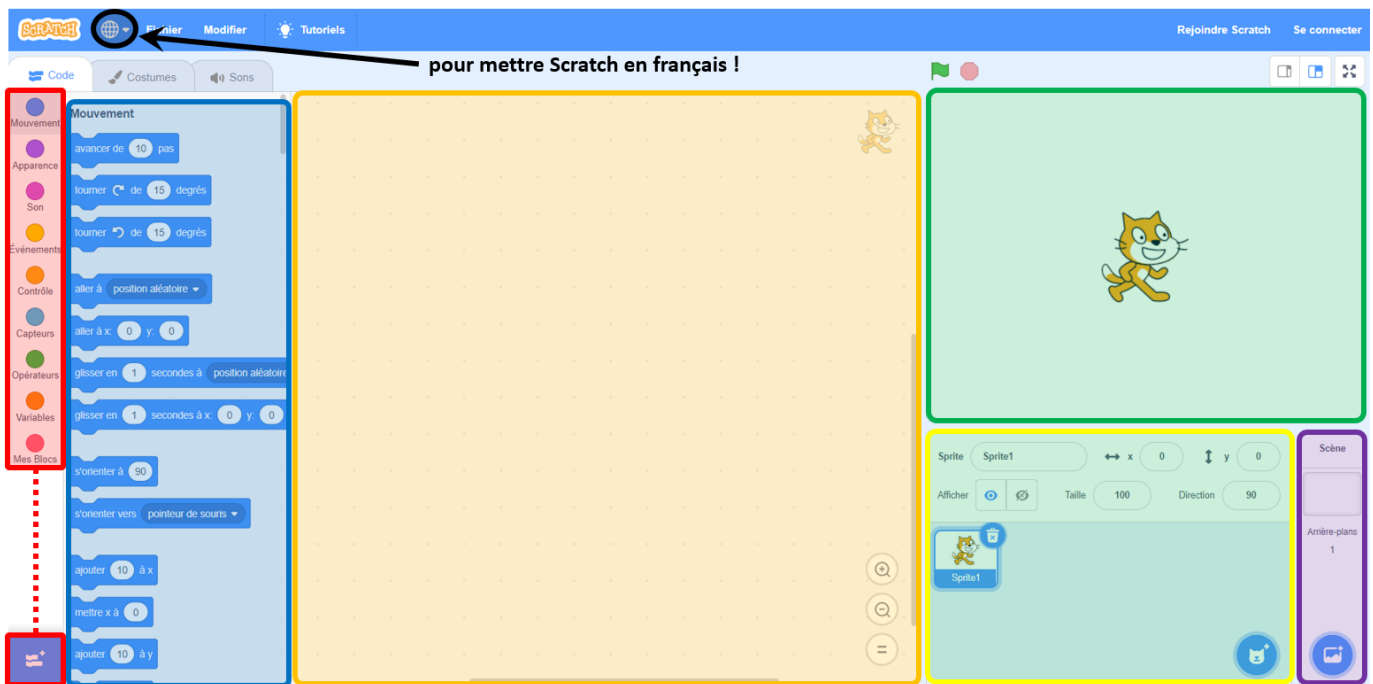 SCRATCH
Fichier
Modifier
Tutoriels
Rejoindre Scratch
Se connecter
pour mettre Scratch en français !
Code
Costumes
Sons
Mouvement
Apparence
Son
Événements
Contrôle
Capteurs
Opérateurs
Variables
Mes Blocs
Mouvement
avancer de 10 pas
tourner de 15 degrés
tourner de 15 degrés
aller à position aléatoire
aller à x: 0 y: 0
glisser en 1 secondes à position aléatoire
glisser en 1 secondes à x: 0 y: 0
s'orienter à 90
s'orienter vers pointeur de souris
ajouter 10 à x
mettre x à 0
ajouter 10 à y
Sprite Sprite1 x 0 y 0
Afficher Taille 100 Direction 90
Sprite1
Scène
Arrière-plans
1